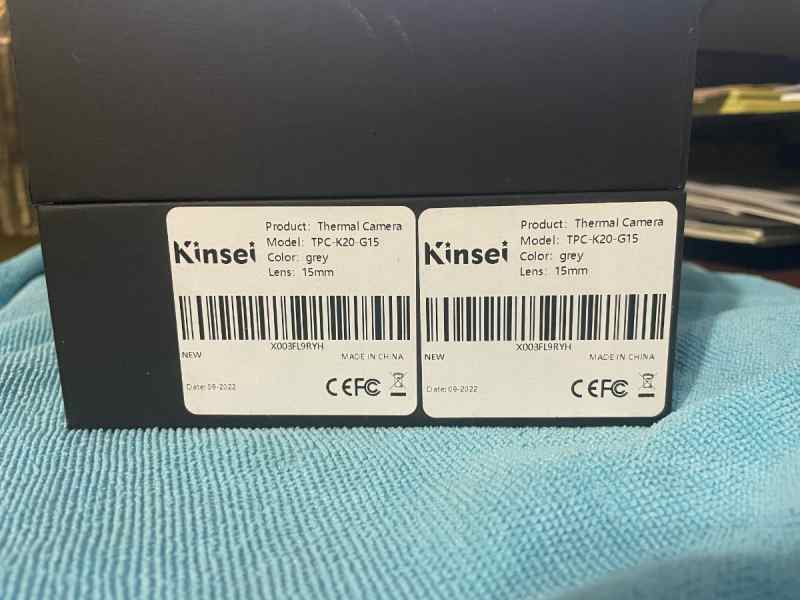 Kinsei
Product: Thermal Camera
Model: TPC-K20-G15
Color: grey
Lens: 15mm
X003FL9RYH
NEW
MADE IN CHINA
Date: 09-2022
CE FC
Kinsei
Product: Thermal Camera
Model: TPC-K20-G15
Color: grey
Lens: 15mm
X003FL9RYH
NEW
MADE IN CHINA
Date: 09-2022
CE FC